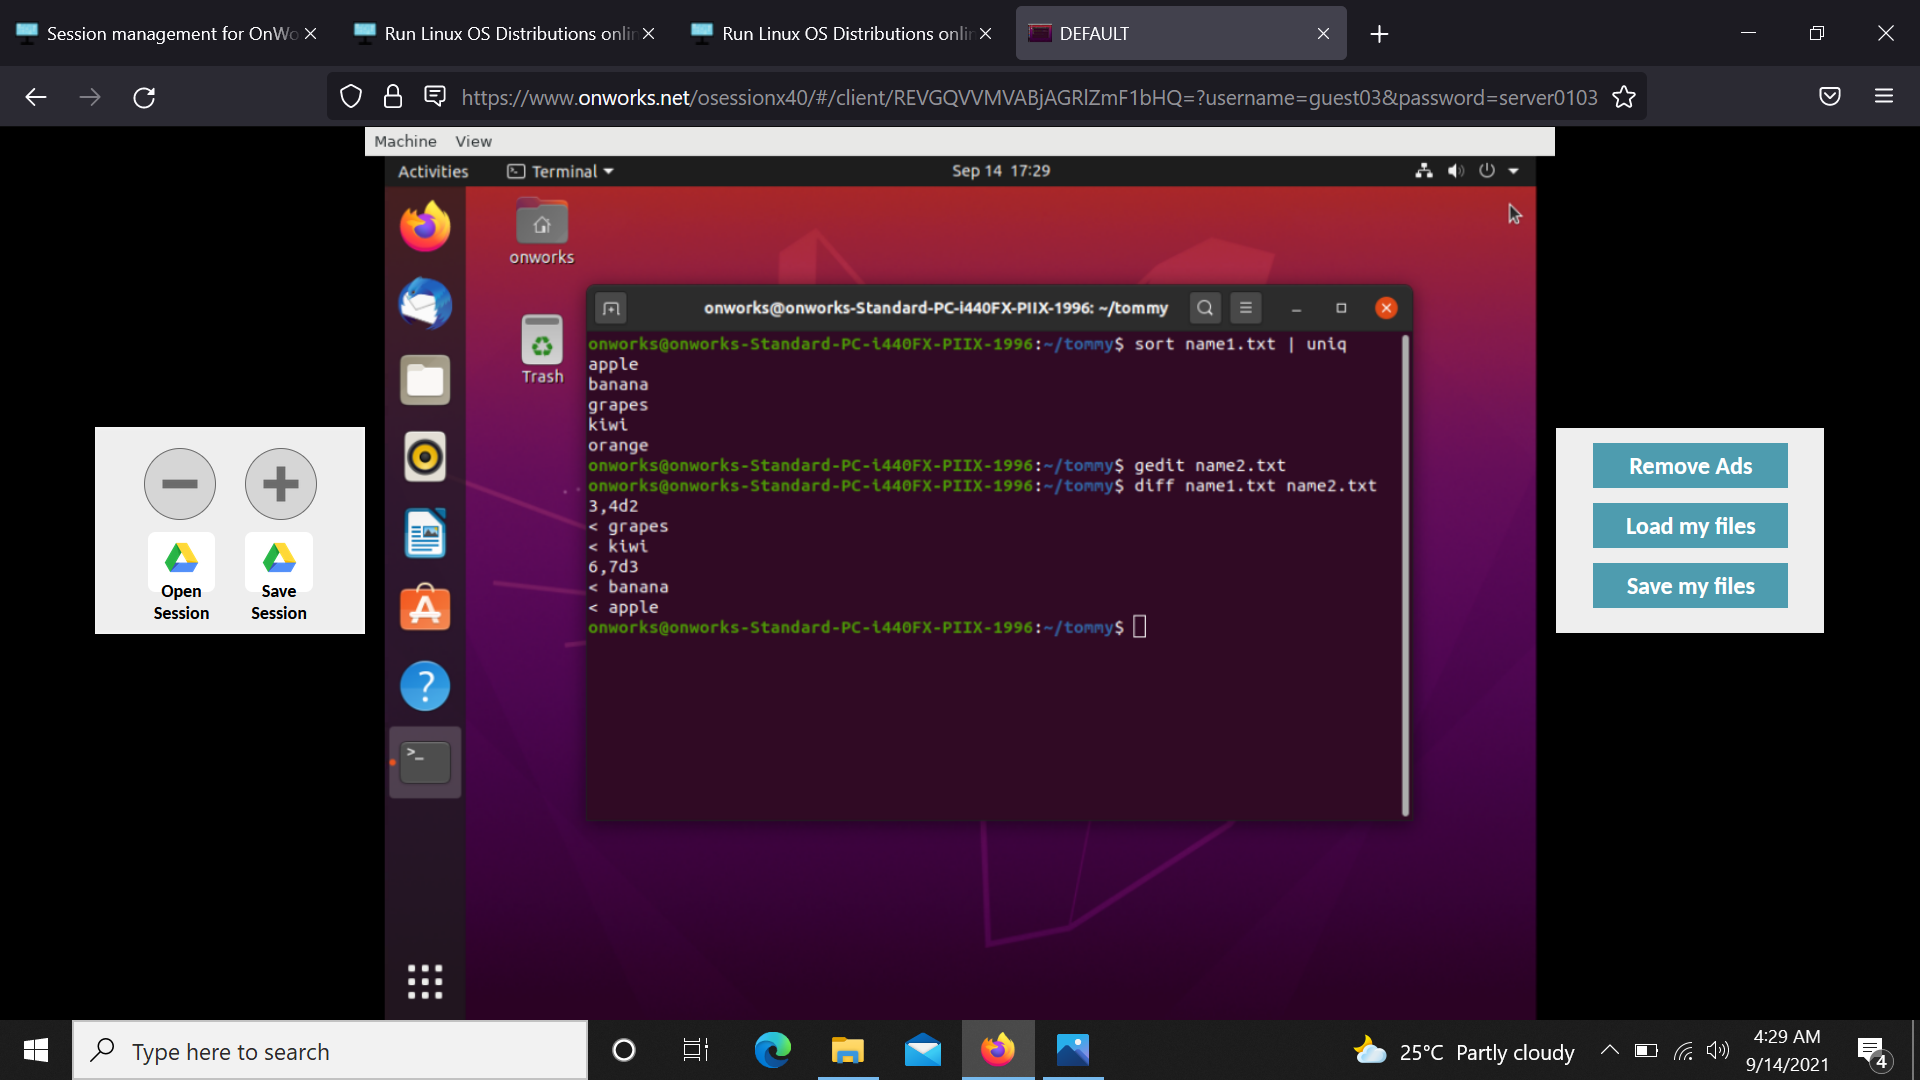 Session management for OnWo
Run Linux OS Distributions onlin
Run Linux OS Distributions onlin
DEFAULT
https://www.onworks.net/osessionx40/#/client/REVGQVVMVABjAGRlZmF1bHQ=?username=guest03&password=server0103
Machine View
Activities
Terminal
Sep 14 17:29
onworks
Trash
onworks@onworks-Standard-PC-i440FX-PIIX-1996: ~/tommy
onworks@onworks-Standard-PC-i440FX-PIIX-1996:~/tommy$ sort name1.txt | uniq
apple
banana
grapes
kiwi
orange
onworks@onworks-Standard-PC-i440FX-PIIX-1996:~/tommy$ gedit name2.txt
onworks@onworks-Standard-PC-i440FX-PIIX-1996:~/tommy$ diff name1.txt name2.txt
3,4d2
< grapes
< kiwi
6,7d3
< banana
< apple
onworks@onworks-Standard-PC-i440FX-PIIX-1996:~/tommy$
Open Session
Save Session
Remove Ads
Load my files
Save my files
Type here to search
25°C Partly cloudy
4:29 AM
9/14/2021
4